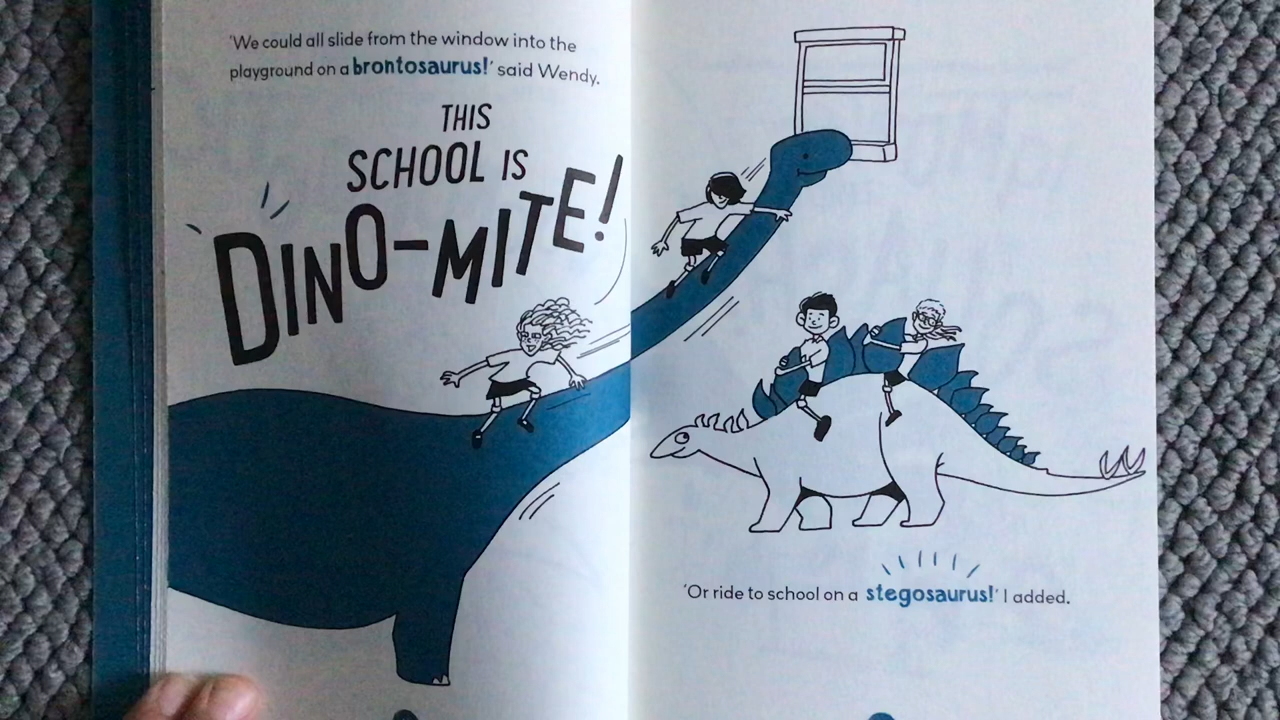 'We could all slide from the window into the
playground on a brontosaurus!' said Wendy.
THIS
SCHOOL IS
DINO-MITE!
'Or ride to school on a stegosaurus!' I added.